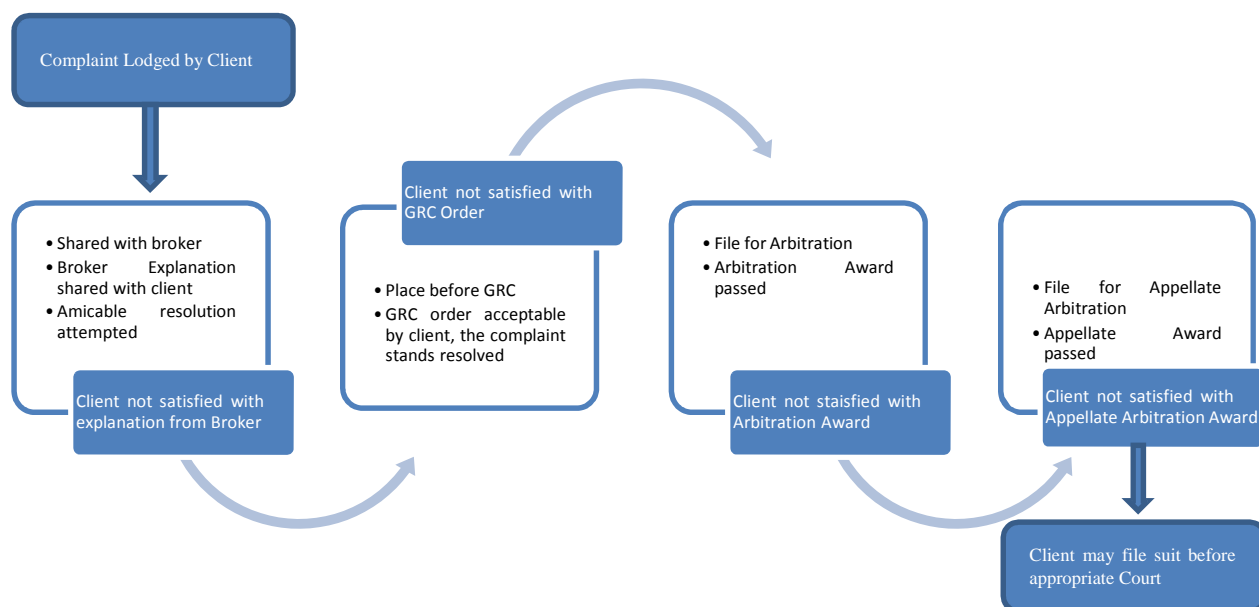 Complaint Lodged by Client
• Shared with broker
• Broker Explanation
shared with client
• Amicable resolution
attempted
Client not satisfied with
explanation from Broker
Client not satisfied with
GRC Order
• Place before GRC
• GRC order acceptable
by client, the complaint
stands resolved
• File for Arbitration
• Arbitration Award
passed
Client not staisfied with
Arbitration Award
• File for Appellate
Arbitration
• Appellate Award
passed
Client not satisfied with
Appellate Arbitration Award
Client may file suit before
appropriate Court